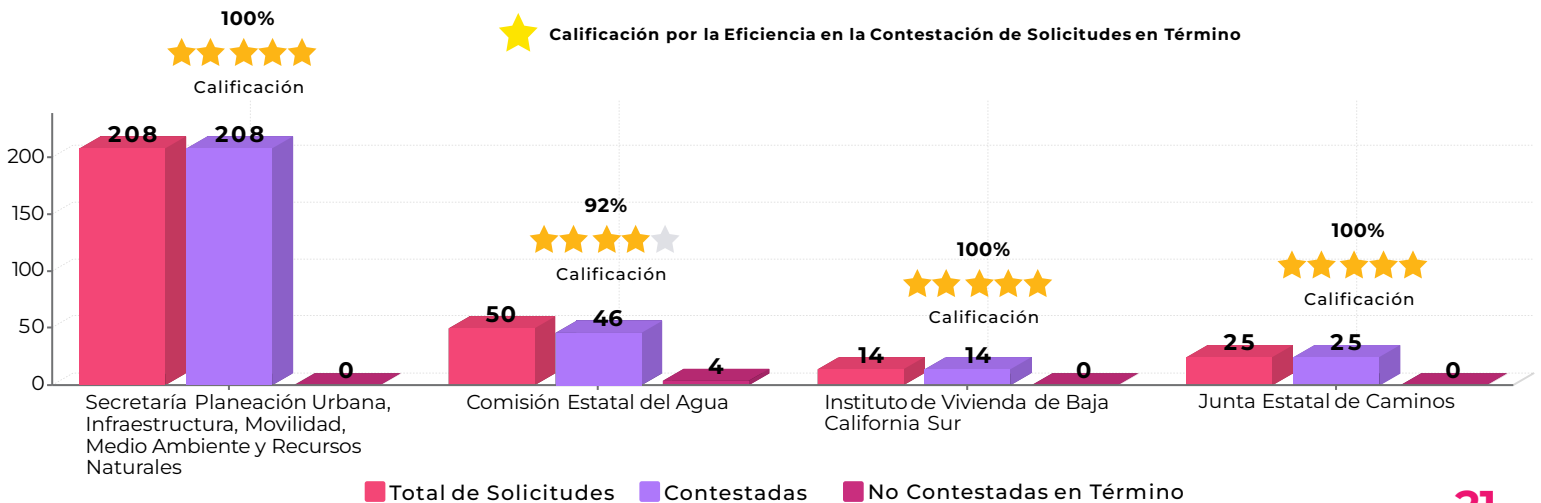 100%
Calificación por la Eficiencia en la Contestación de Solicitudes en Término
Calificación
208 208 0
200
150
100
50
0
92%
Calificación
50 46 4
100%
Calificación
14 14 0
100%
Calificación
25 25 0
Secretaría Planeación Urbana,
Infraestructura, Movilidad,
Medio Ambiente y Recursos
Naturales
Comisión Estatal del Agua
Instituto de Vivienda de Baja
California Sur
Junta Estatal de Caminos
Total de Solicitudes Contestadas No Contestadas en Término